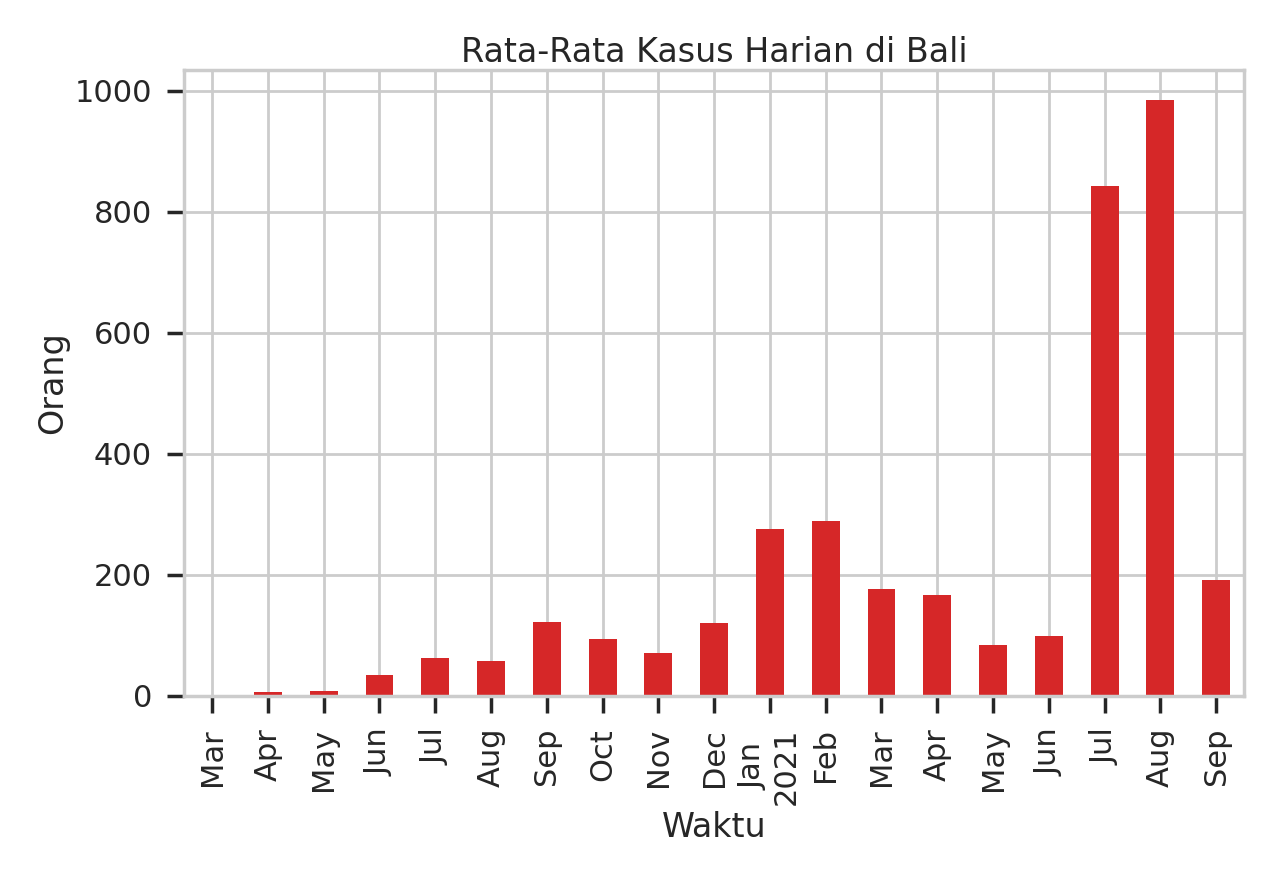 Rata-Rata Kasus Harian di Bali
1000
800
600
400
200
0
Orang
Mar
Apr
May
Jun
Jul
Aug
Sep
Oct
Nov
Dec
Jan
2021
Feb
Mar
Apr
May
Jun
Jul
Aug
Sep
Waktu